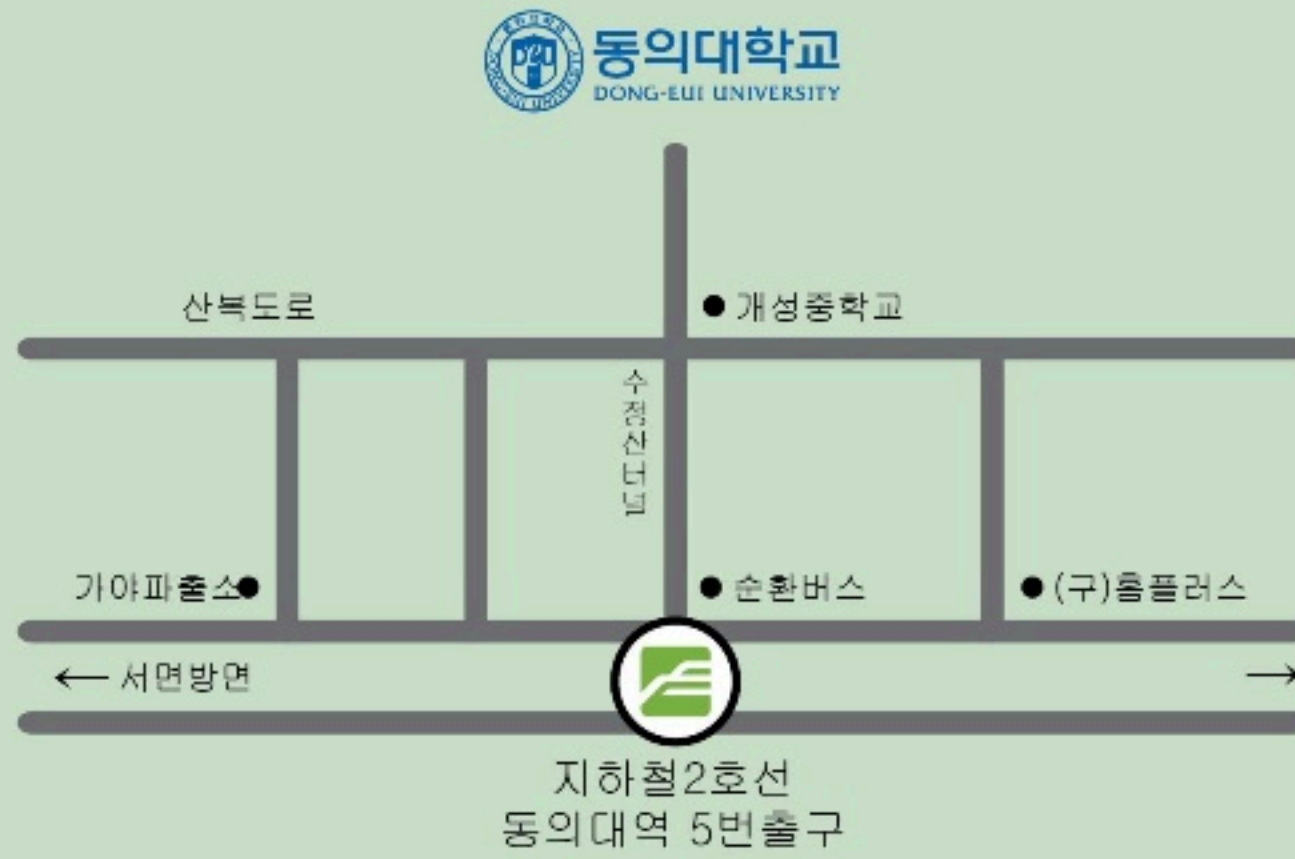 동의대학교
DONG-EUI UNIVERSITY
산복도로
개성중학교
수정산터널
가야파출소
순환버스
(구)홈플러스
← 서면방면
→
지하철2호선
동의대역 5번출구